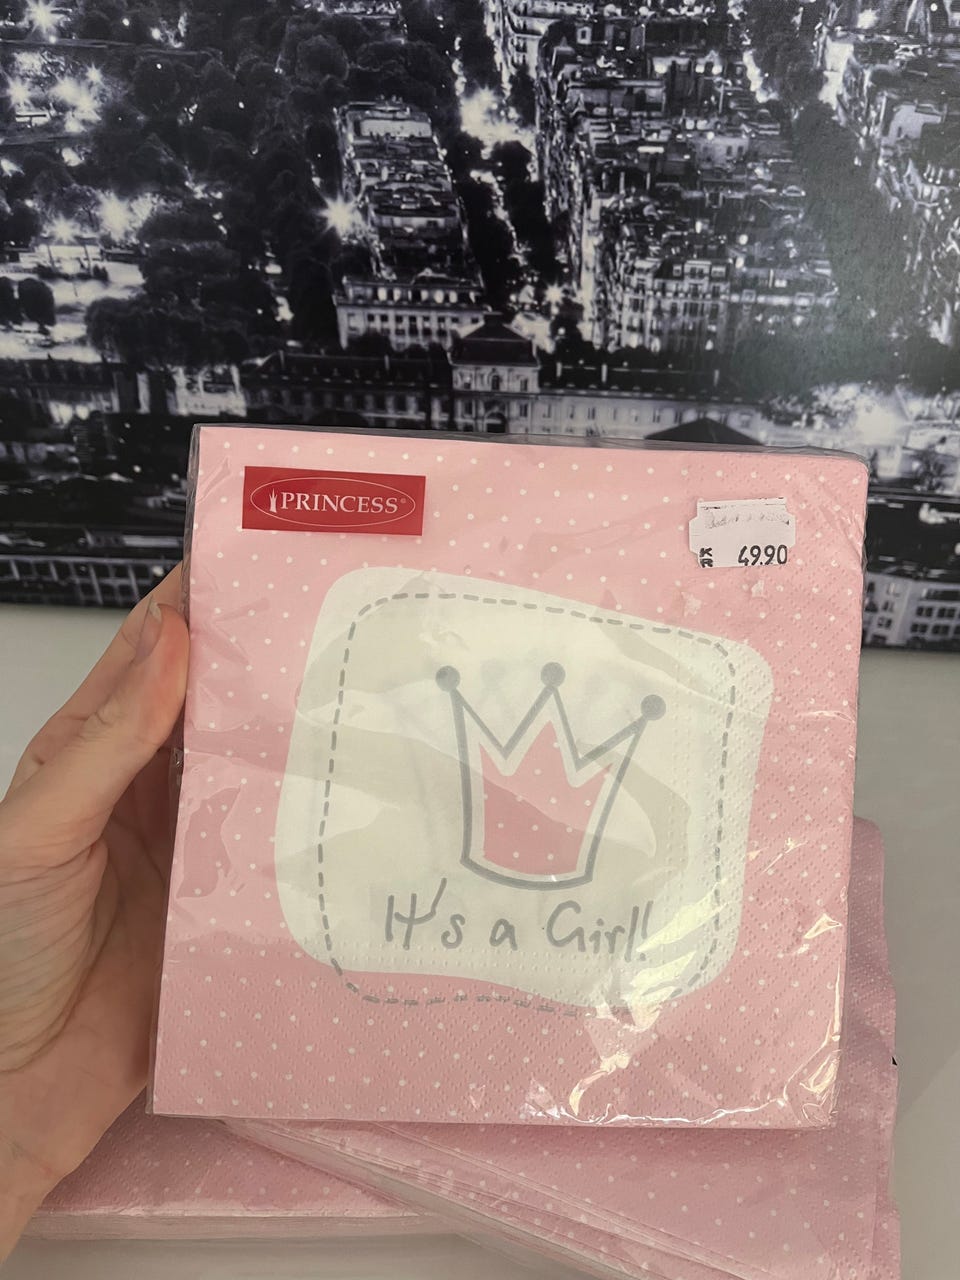 PRINCESS®
KR 49.90
It's a Girl!